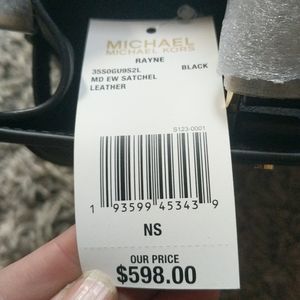 MICHAEL
MICHAEL KORS
RAYNE
35S0GU9S2L BLACK
MD EW SATCHEL
LEATHER
S123-0001
1 93599 45343 9
NS
OUR PRICE
$598.00